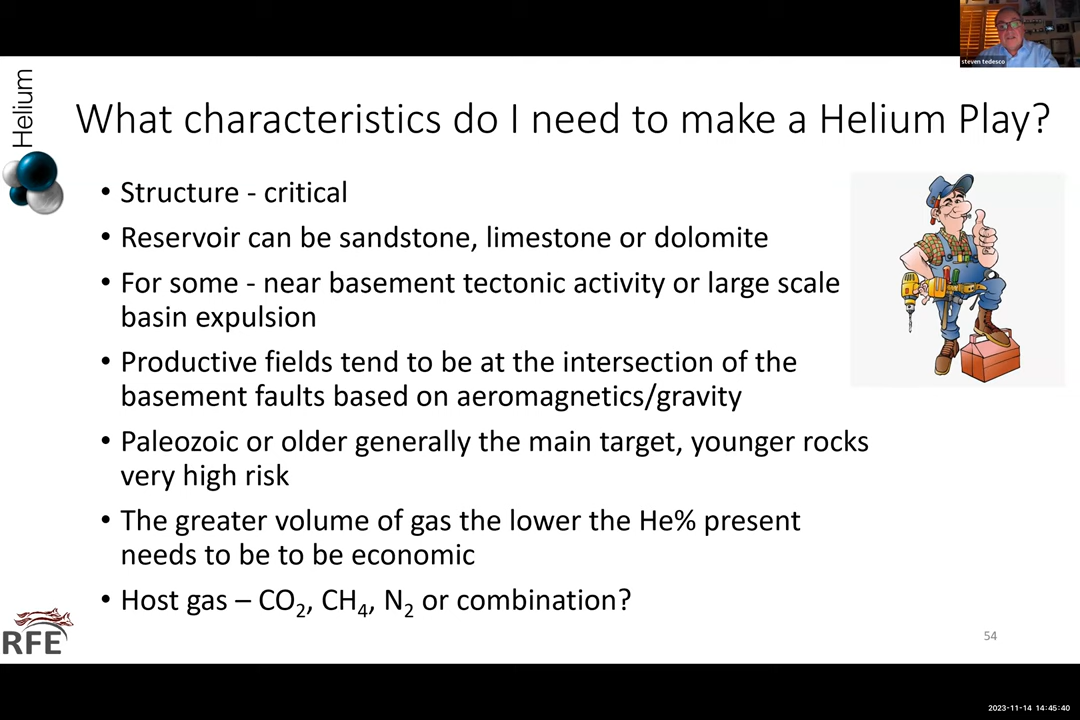 steven tedesco
Helium
What characteristics do I need to make a Helium Play?
• Structure - critical
• Reservoir can be sandstone, limestone or dolomite
• For some - near basement tectonic activity or large scale
basin expulsion
• Productive fields tend to be at the intersection of the
basement faults based on aeromagnetics/gravity
• Paleozoic or older generally the main target, younger rocks
very high risk
• The greater volume of gas the lower the He% present
needs to be to be economic
• Host gas – CO₂, CH₄, N₂ or combination?
RFE
54
2023-11-14 14:45:40